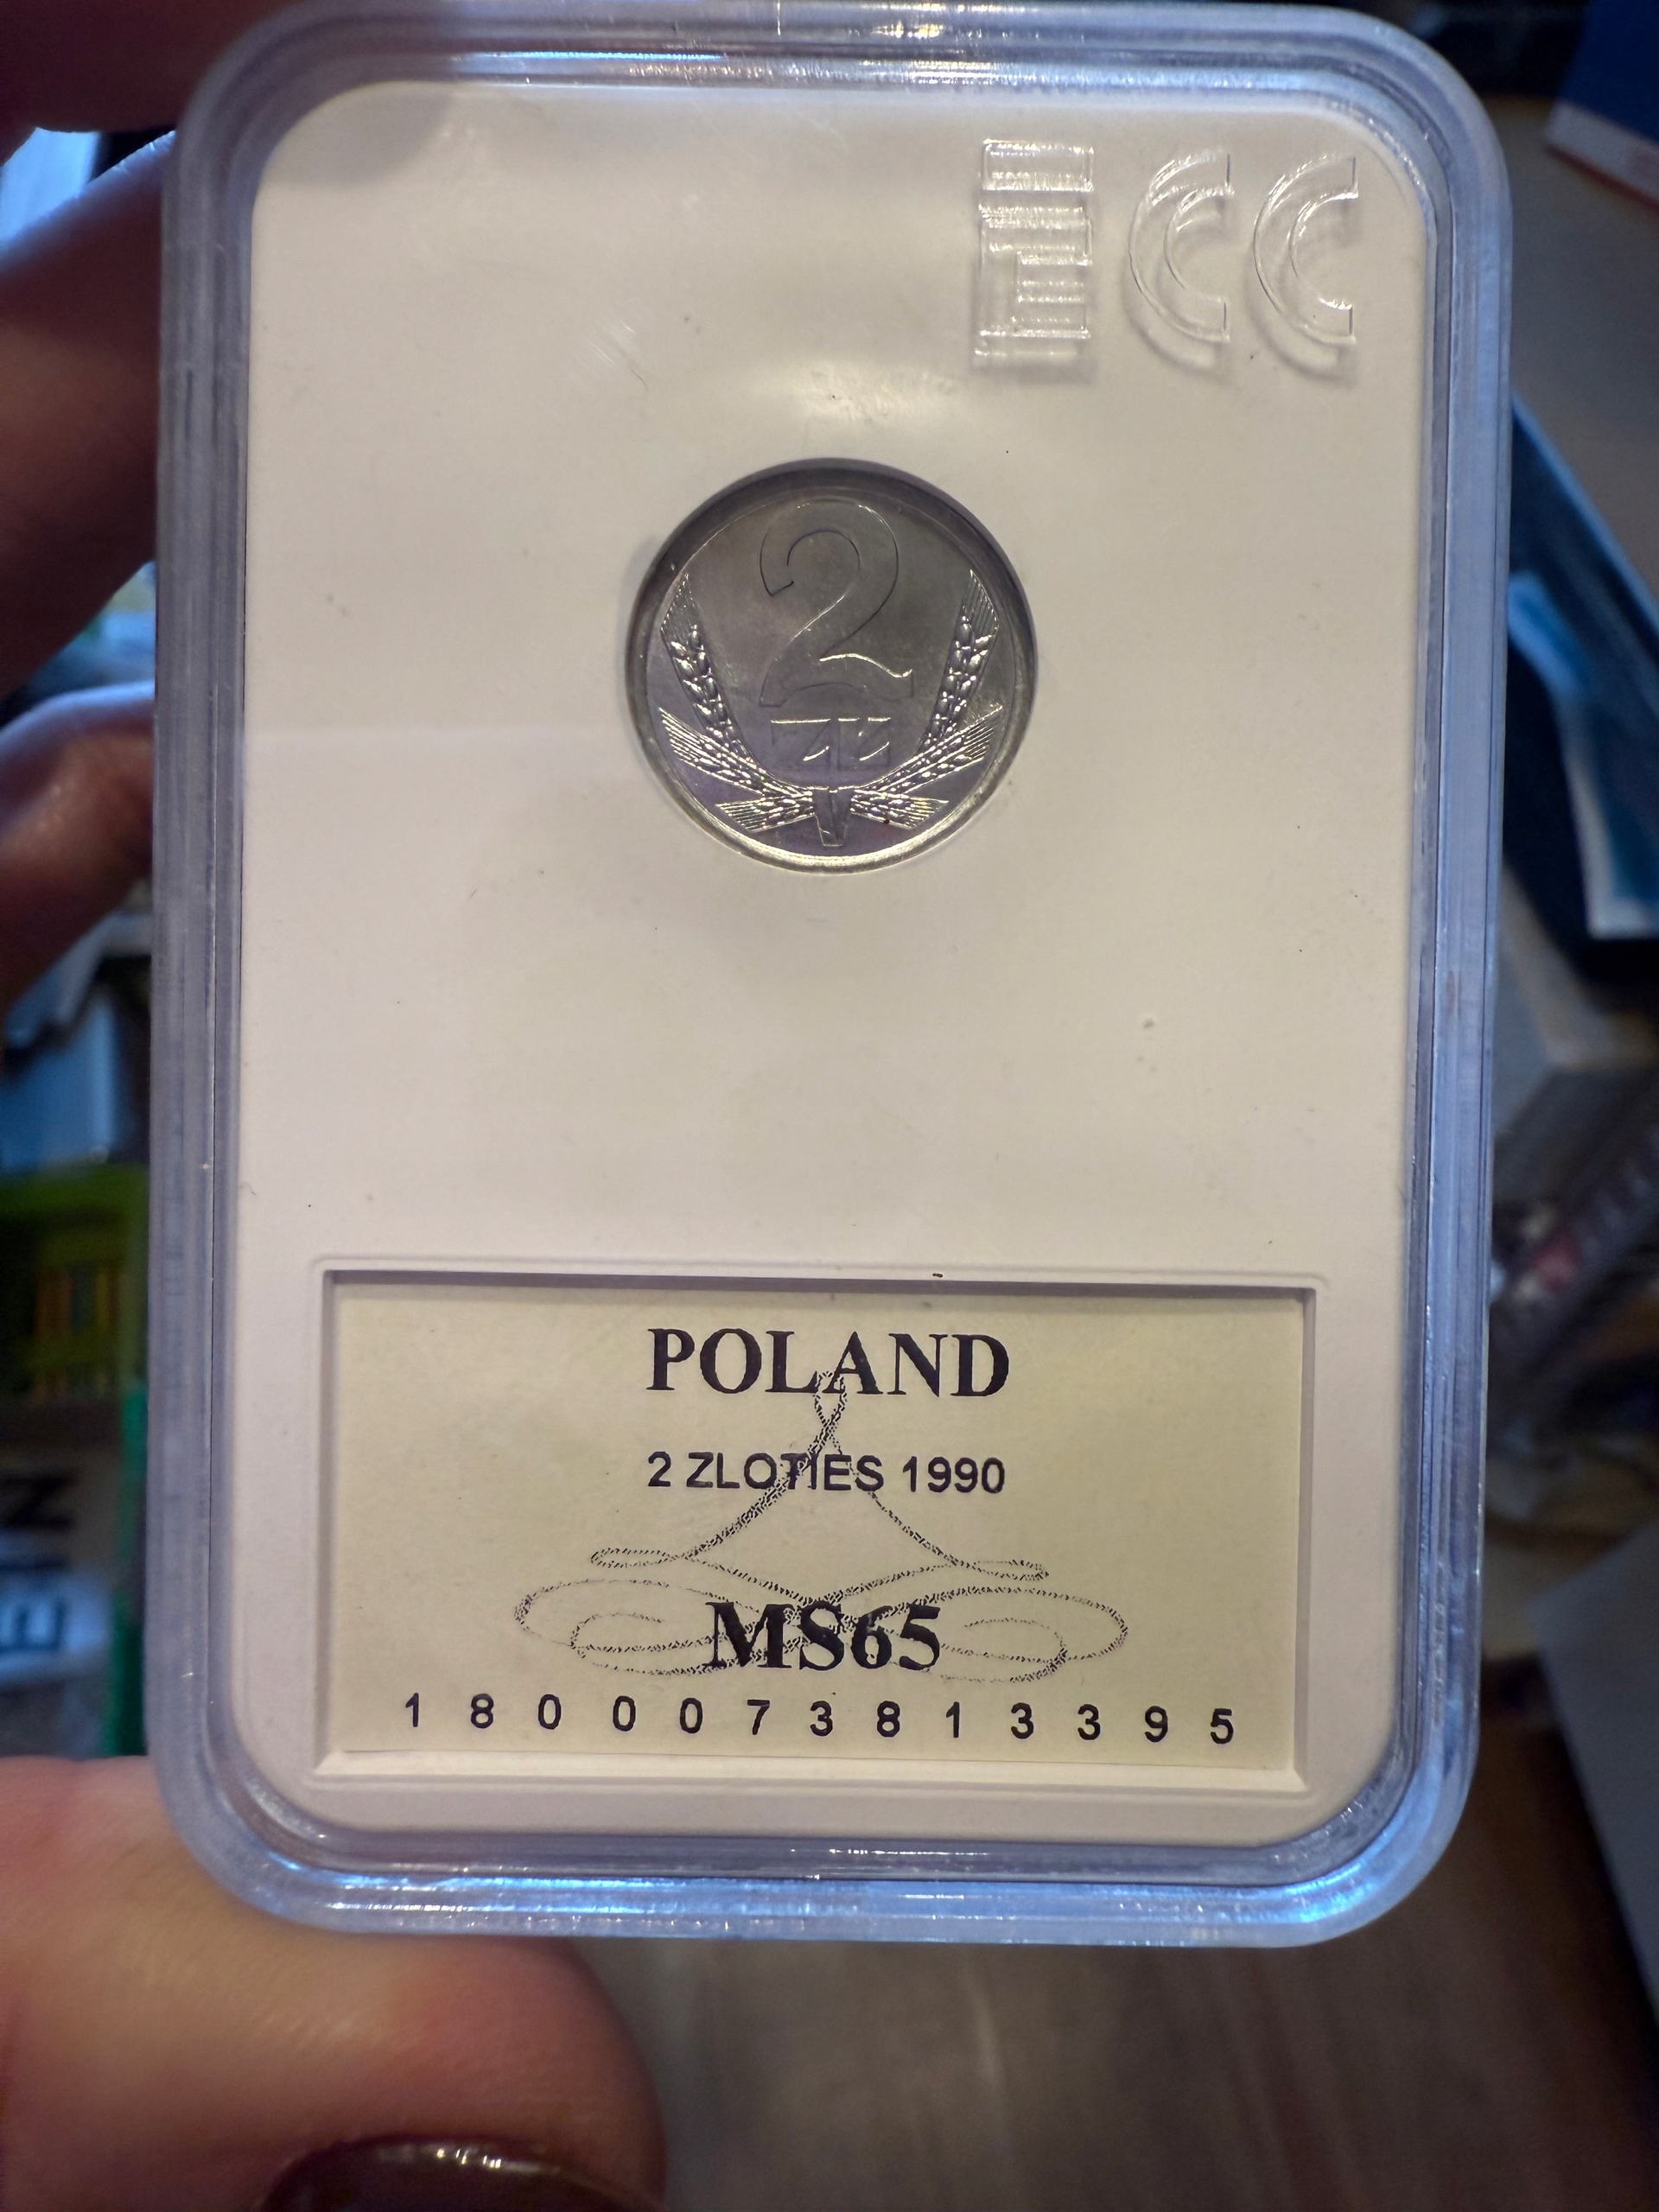 ECC
2
ZŁ
POLAND
2 ZLOTIES 1990
MS65
1 8 0 0 0 7 3 8 1 3 3 9 5